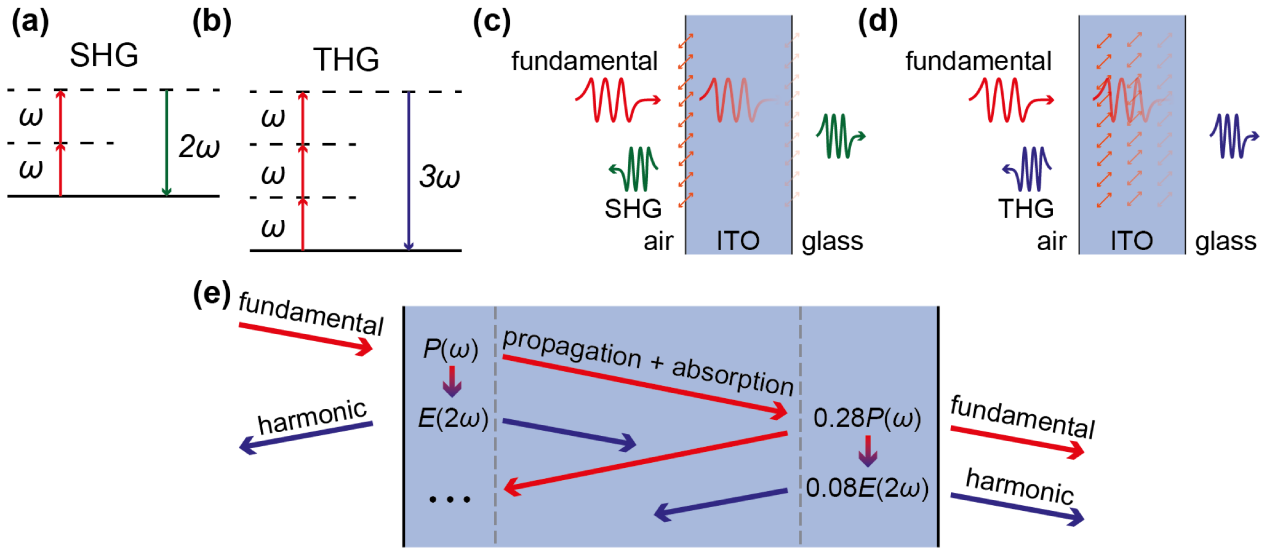 (a)
SHG
ω
ω
2ω
(b)
THG
ω
ω
ω
3ω
(c)
fundamental
SHG
air
ITO
glass
(d)
fundamental
THG
air
ITO
glass
(e)
fundamental
harmonic
P(ω)
E(2ω)
...
propagation + absorption
0.28P(ω)
0.08E(2ω)
fundamental
harmonic